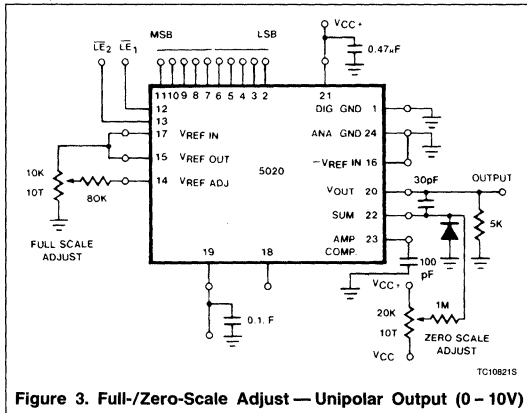 VCC+
LE2 LE1 MSB LSB
0.47μF
11 10 9 8 7 6 5 4 3 2 21
12 DIG GND 1
13
17 VREF IN ANA GND 24
15 VREF OUT −VREF IN 16
10K
10T
80K
14 VREF ADJ
5020
VOUT 20
30pF
OUTPUT
FULL SCALE
ADJUST
SUM 22
5K
AMP
COMP. 23
100
pF
19 18
VCC+
0.1. F
20K
10T
1M
VCC
ZERO SCALE
ADJUST
TC10821S
Figure 3. Full-/Zero-Scale Adjust — Unipolar Output (0 – 10V)